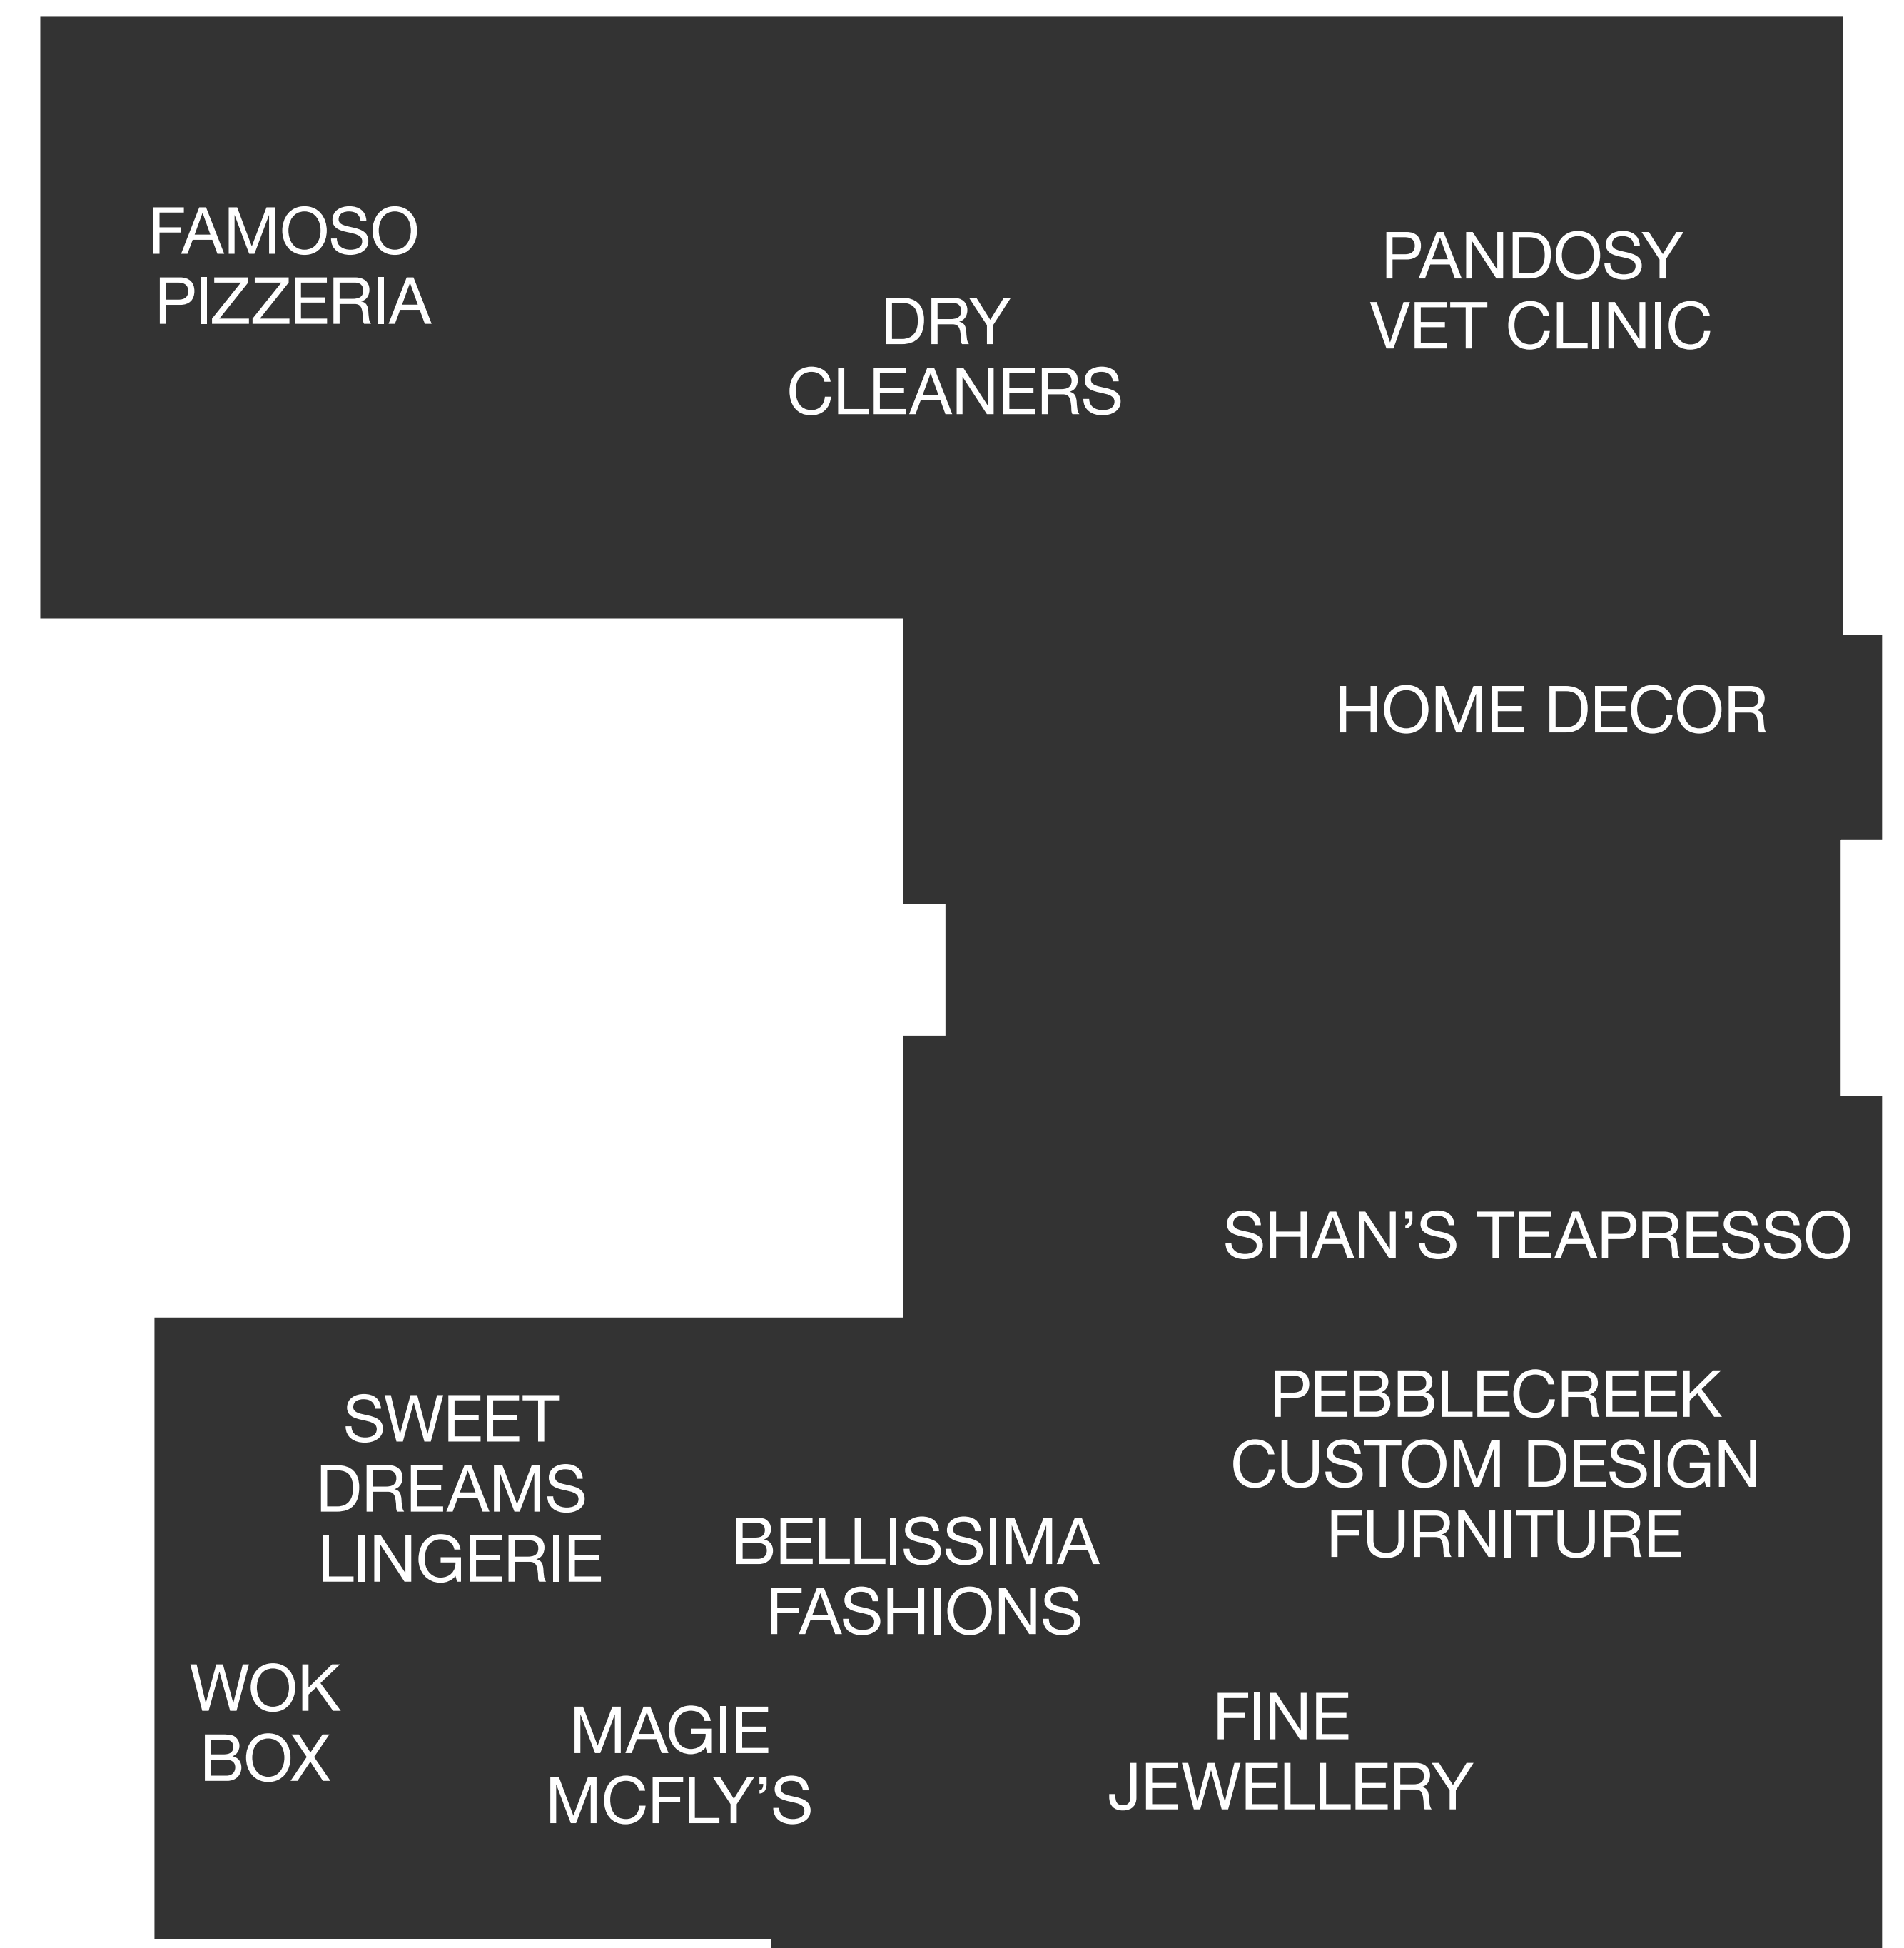 FAMOSO
PIZZERIA
DRY
CLEANERS
PANDOSY
VET CLINIC
HOME DECOR
SHAN’S TEAPRESSO
PEBBLECREEK
CUSTOM DESIGN
FURNITURE
SWEET
DREAMS
LINGERIE
BELLISSIMA
FASHIONS
WOK
BOX
MAGIE
MCFLY’S
FINE
JEWELLERY